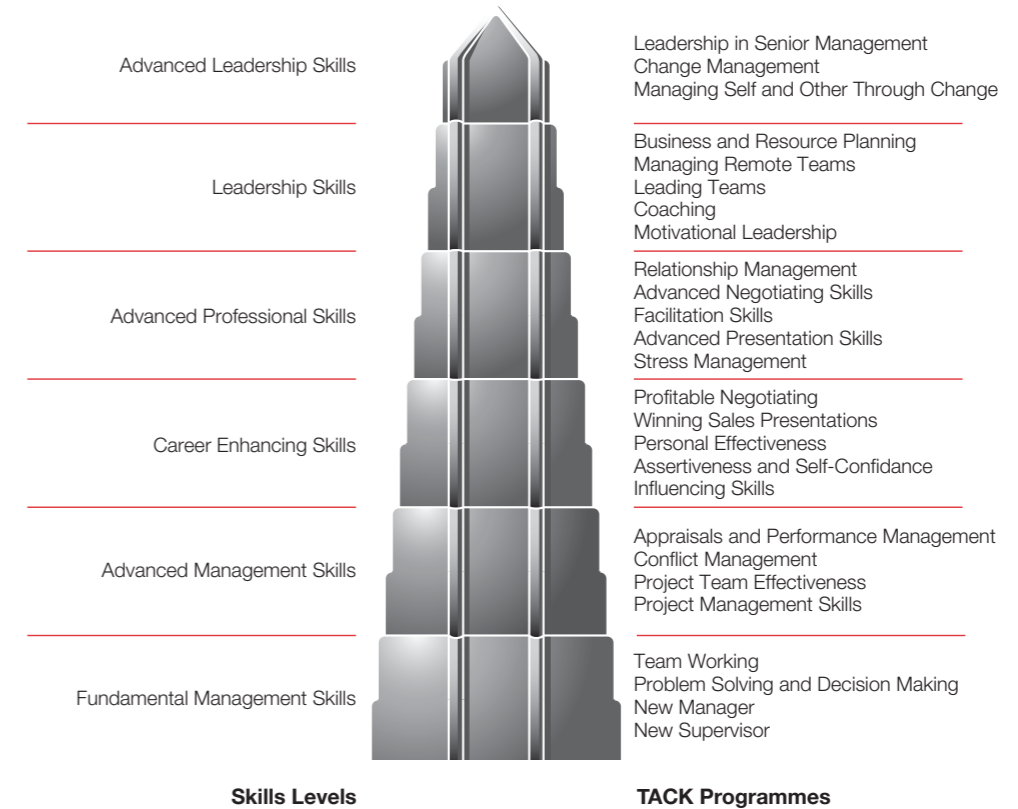 Advanced Leadership Skills
Leadership in Senior Management
Change Management
Managing Self and Other Through Change
Leadership Skills
Business and Resource Planning
Managing Remote Teams
Leading Teams
Coaching
Motivational Leadership
Advanced Professional Skills
Relationship Management
Advanced Negotiating Skills
Facilitation Skills
Advanced Presentation Skills
Stress Management
Career Enhancing Skills
Profitable Negotiating
Winning Sales Presentations
Personal Effectiveness
Assertiveness and Self-Confidance
Influencing Skills
Advanced Management Skills
Appraisals and Performance Management
Conflict Management
Project Team Effectiveness
Project Management Skills
Fundamental Management Skills
Team Working
Problem Solving and Decision Making
New Manager
New Supervisor
Skills Levels
TACK Programmes